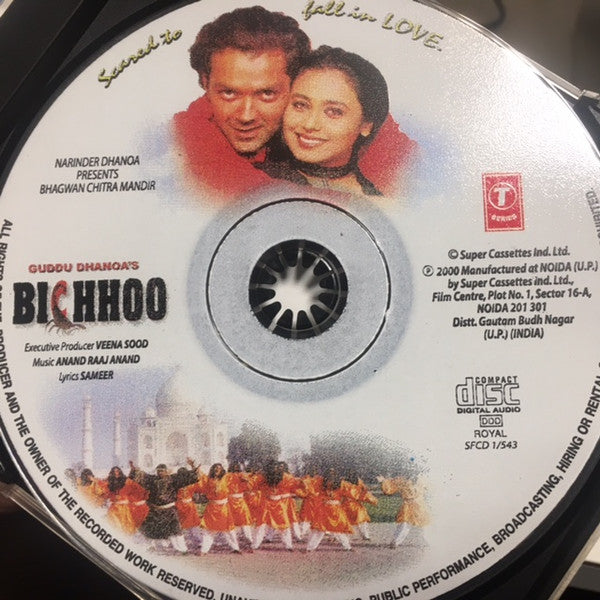 Scared to fall in LOVE.
NARINDER DHANOA
PRESENTS
BHAGWAN CHITRA MANDIR
T
SERIES
GUDDU DHANOA'S
BICHHOO
Executive Producer VEENA SOOD
Music ANAND RAAJ ANAND
Lyrics SAMEER
© Super Cassettes Ind. Ltd.
℗ 2000 Manufactured at NOIDA (U.P.)
by Super Cassettes Ind. Ltd.,
Film Centre, Plot No. 1, Sector 16-A,
NOIDA 201 301
Distt. Gautam Budh Nagar
(U.P.) (INDIA)
COMPACT
disc
DIGITAL AUDIO
DDD
ROYAL
SFCD 1/543
ALL RIGHTS PRODUCER AND THE OWNER OF THE RECORDED WORK RESERVED. PUBLIC PERFORMANCE, BROADCASTING, HIRING OR RENTAL